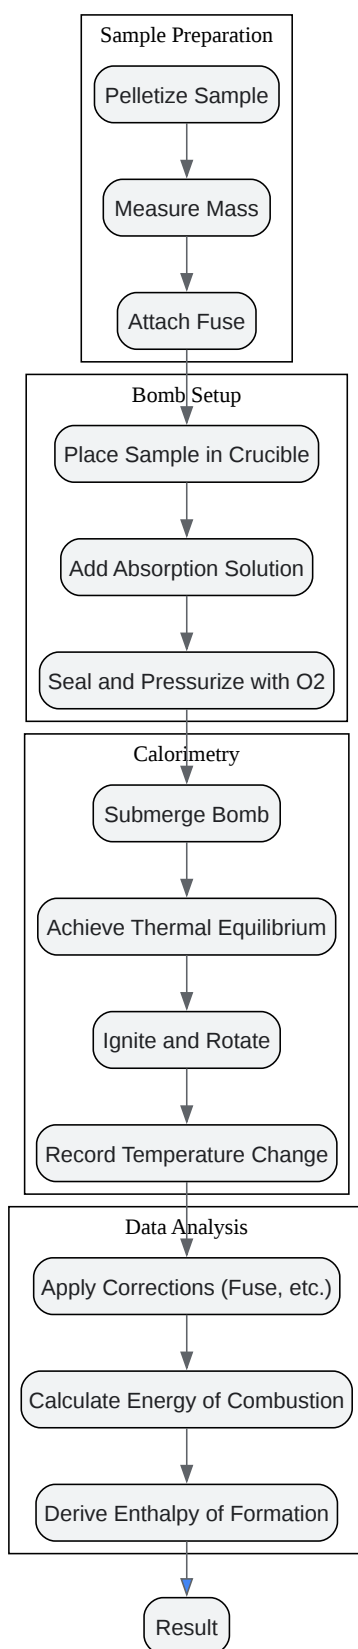 Sample Preparation
Pelletize Sample
Measure Mass
Attach Fuse
Bomb Setup
Place Sample in Crucible
Add Absorption Solution
Seal and Pressurize with O2
Calorimetry
Submerge Bomb
Achieve Thermal Equilibrium
Ignite and Rotate
Record Temperature Change
Data Analysis
Apply Corrections (Fuse, etc.)
Calculate Energy of Combustion
Derive Enthalpy of Formation
Result